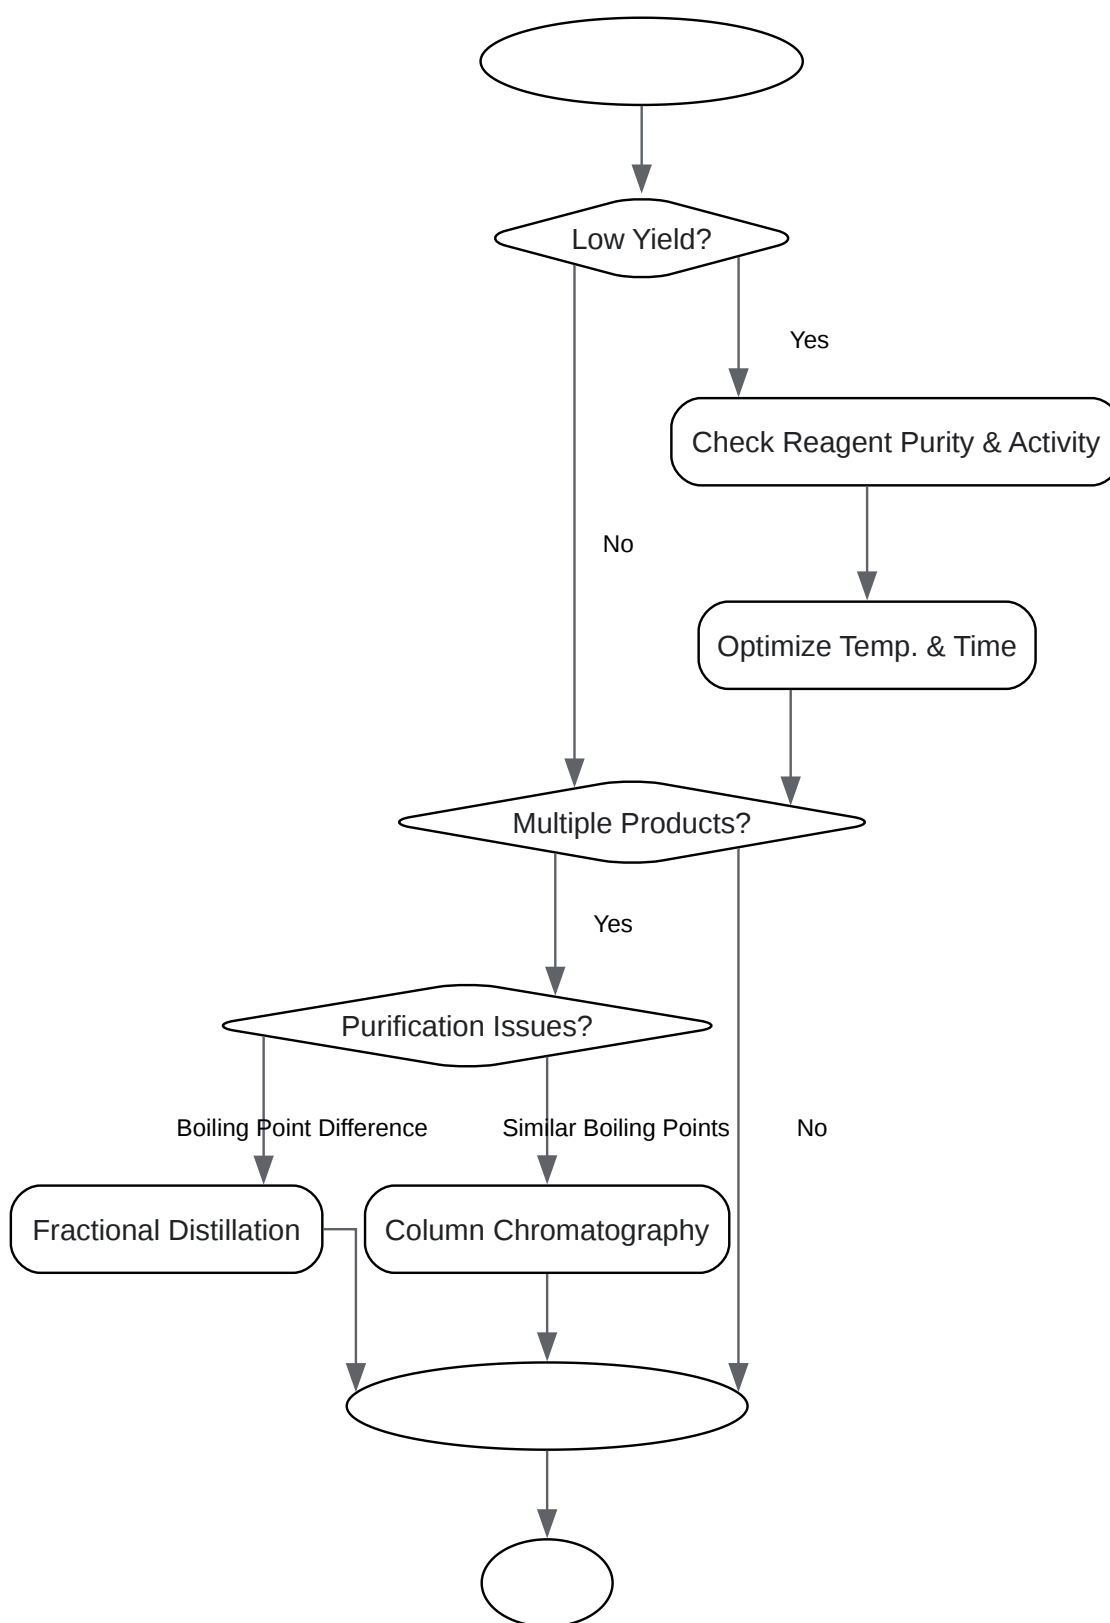 Low Yield?
Yes
Check Reagent Purity & Activity
No
Optimize Temp. & Time
Multiple Products?
Yes
Purification Issues?
Boiling Point Difference
Similar Boiling Points
No
Fractional Distillation
Column Chromatography